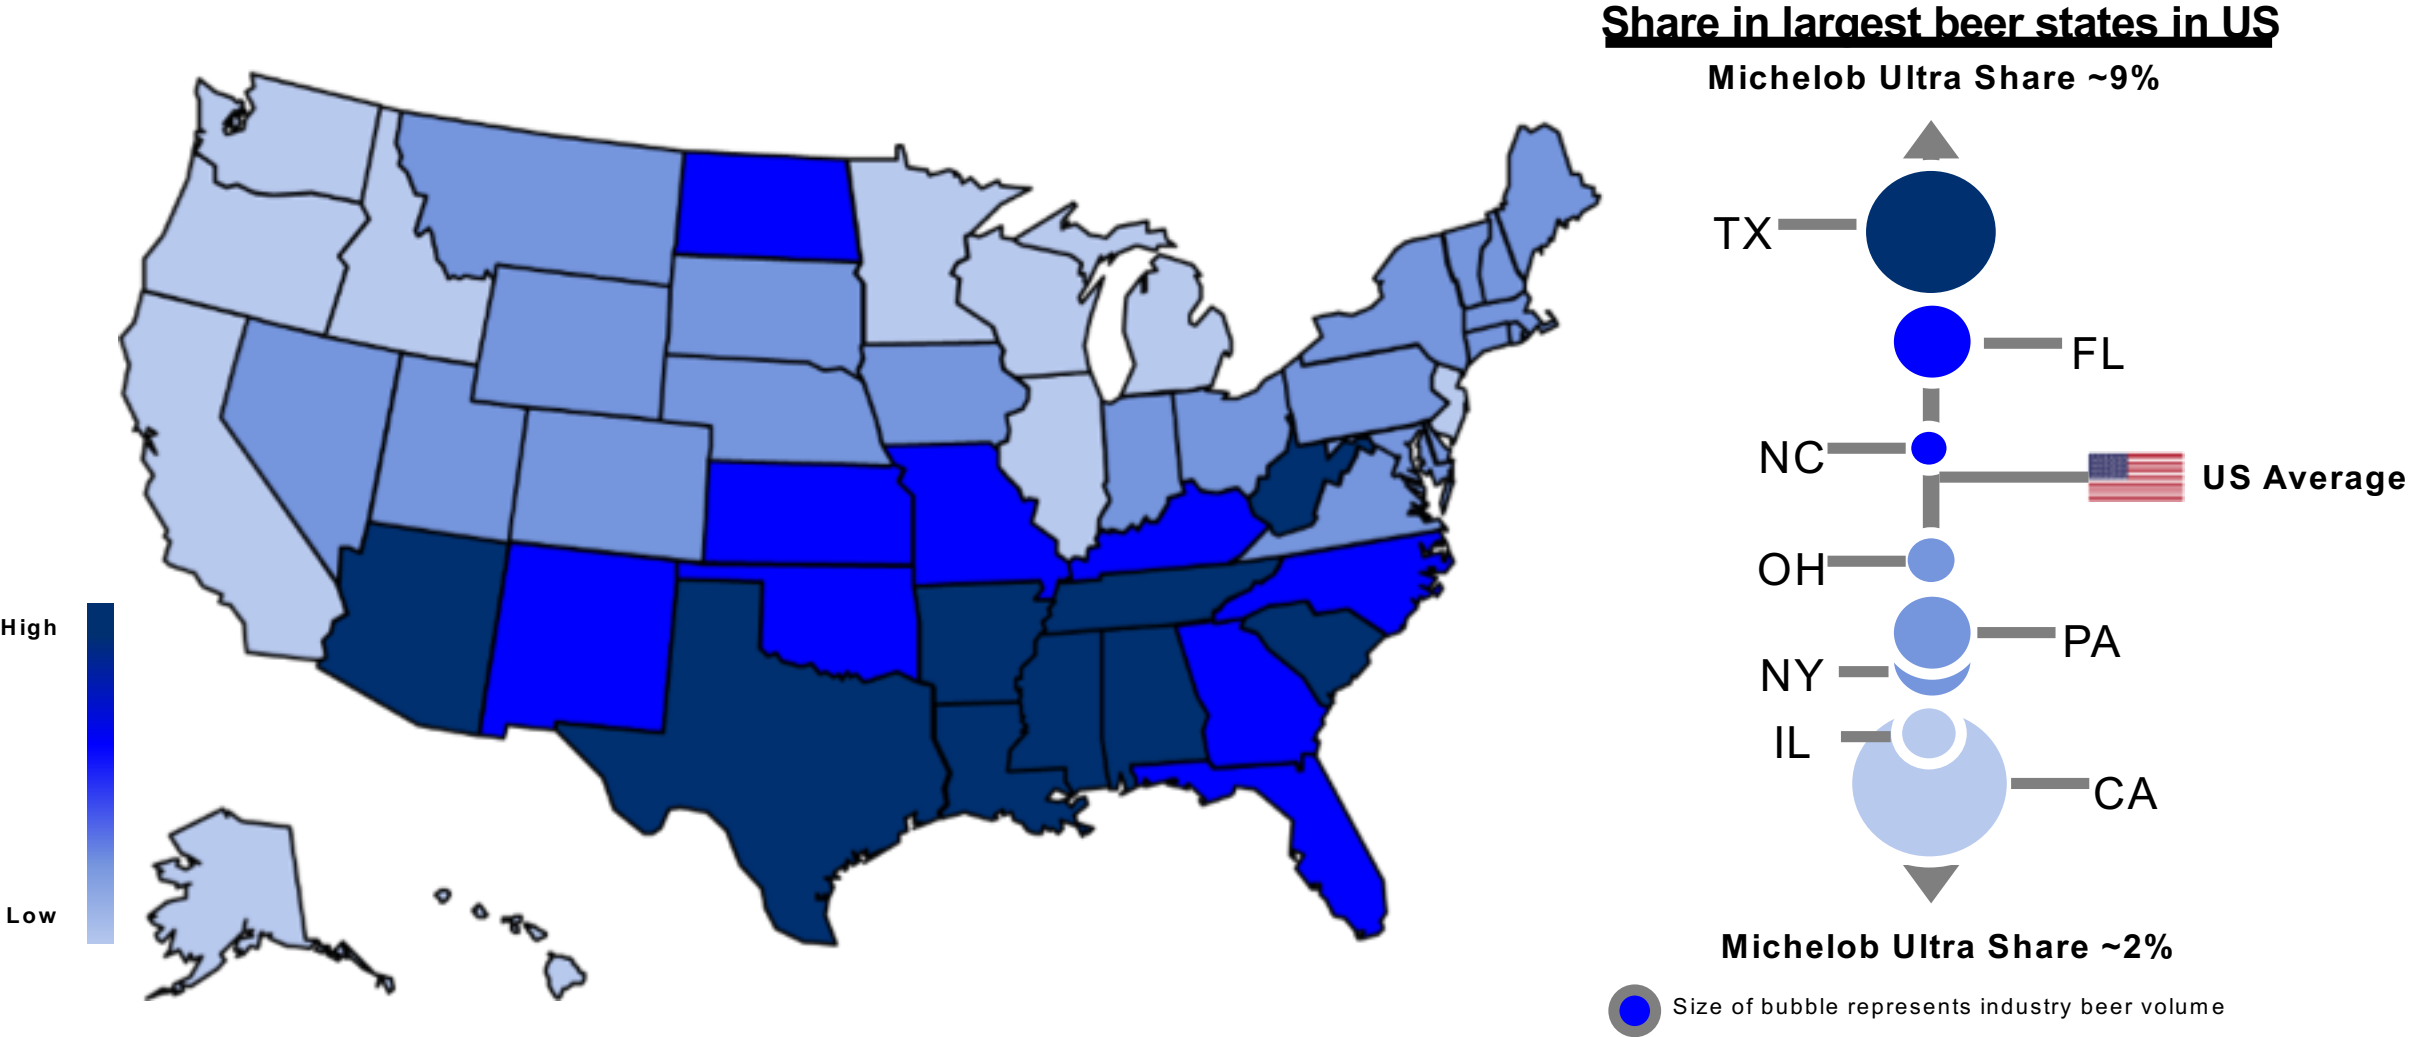 Share in largest beer states in US
Michelob Ultra Share ~9%
TX
FL
NC
US Average
OH
High
PA
NY
IL
CA
Low
Michelob Ultra Share ~2%
Size of bubble represents industry beer volume